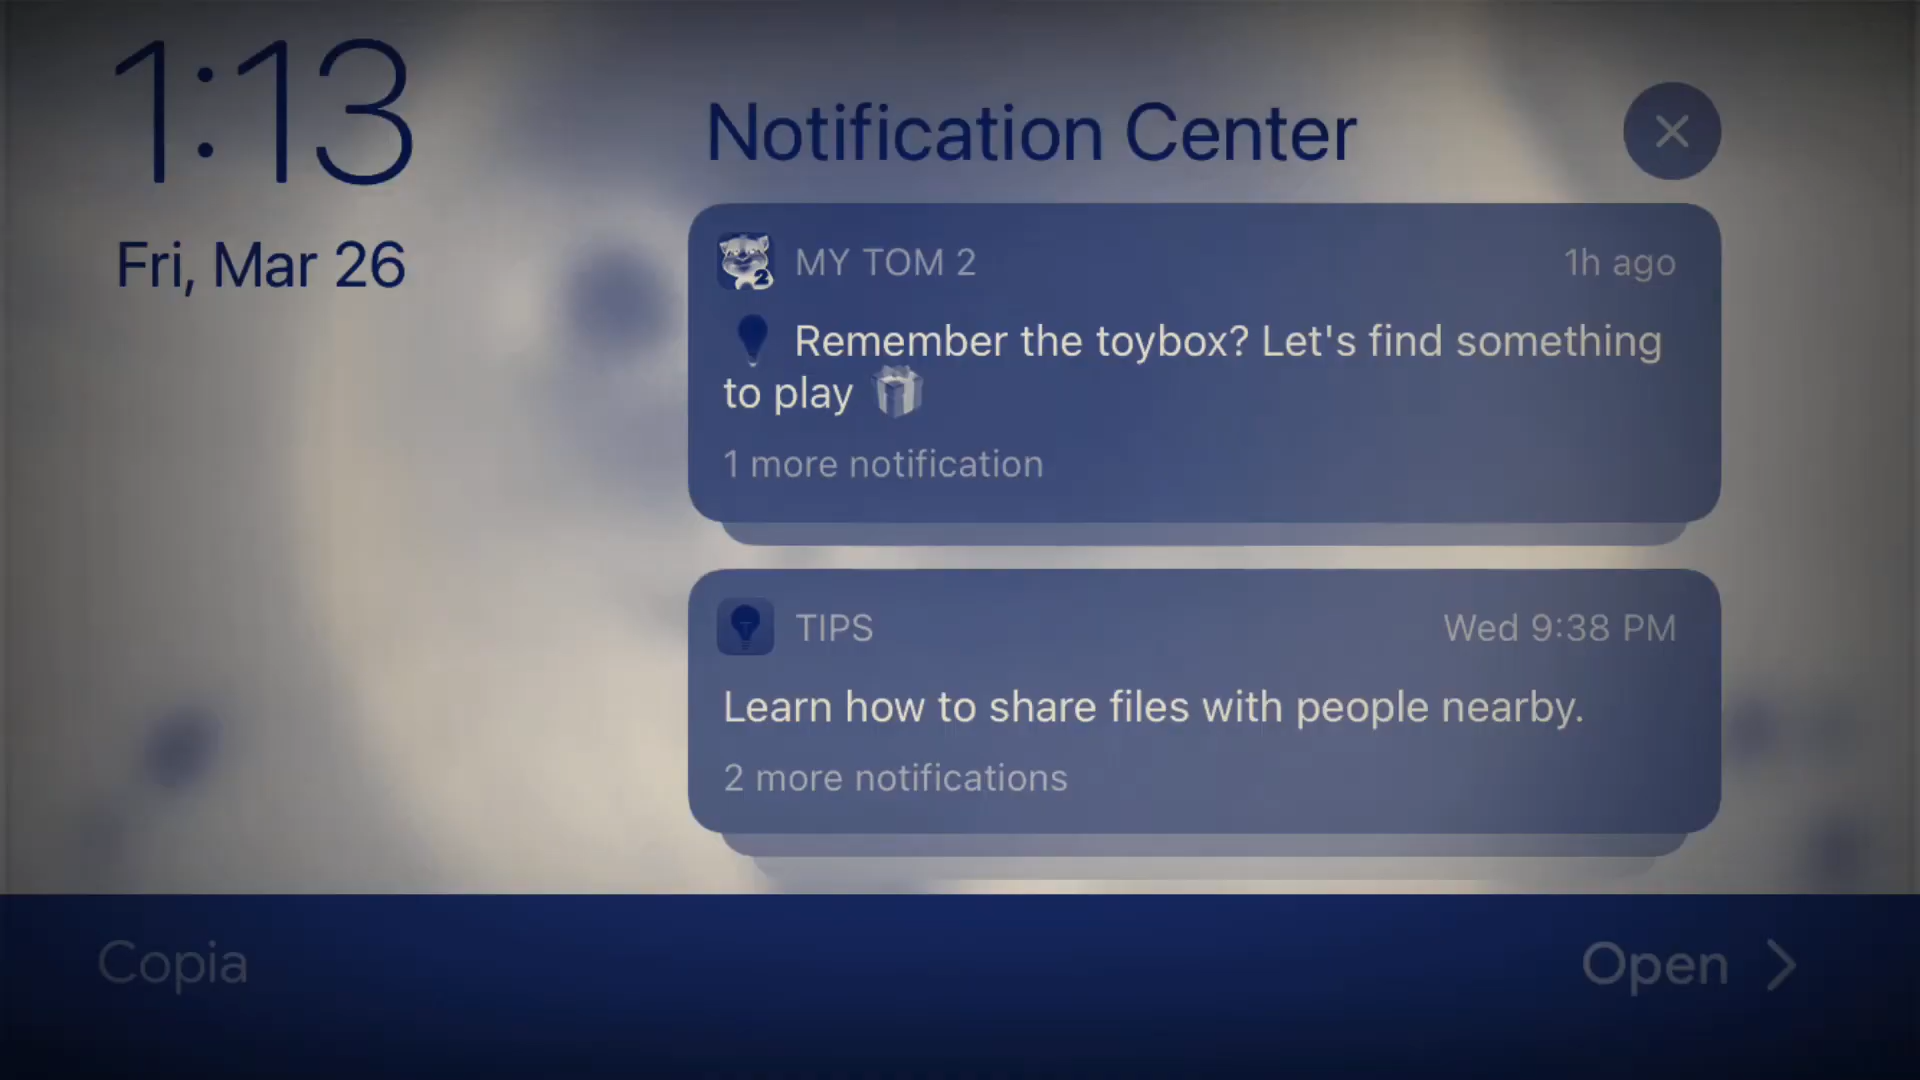 1:13
Fri, Mar 26
Notification Center
MY TOM 2
1h ago
2
Remember the toybox? Let's find something
to play
1 more notification
TIPS
Wed 9:38 PM
Learn how to share files with people nearby.
2 more notifications
Copia
Open